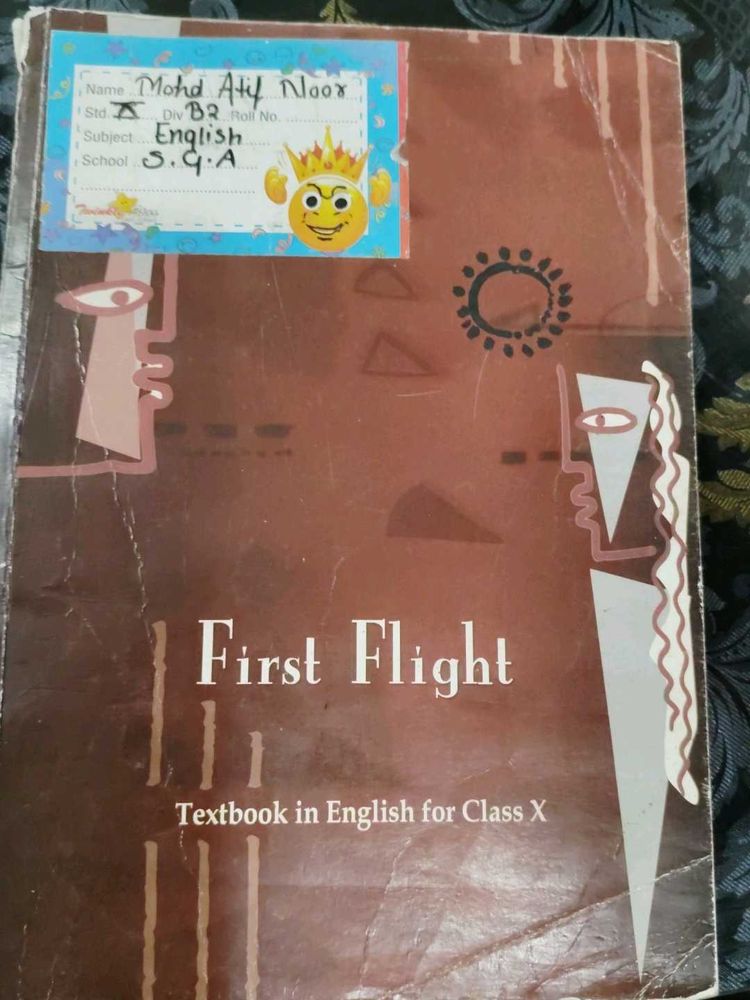 Name Mohd Atif Noor
Std. X Div B2 Roll No.
Subject English
School S.G.A
First Flight
Textbook in English for Class X